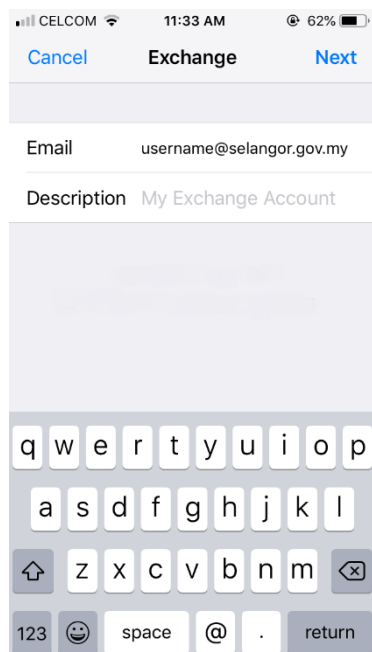 CELCOM 11:33 AM 62%
Cancel Exchange Next
Email username@selangor.gov.my
Description My Exchange Account
q w e r t y u i o p
a s d f g h j k l
z x c v b n m
123 space @ . return